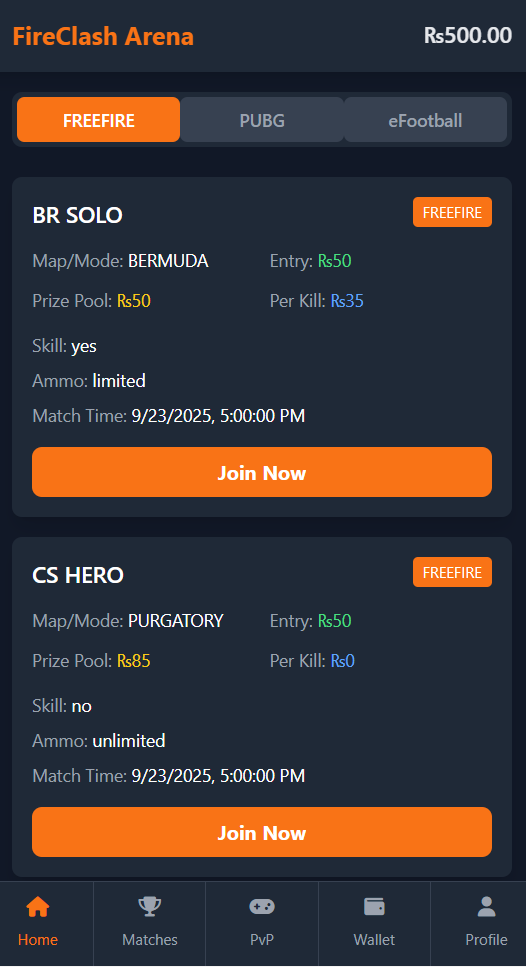 FireClash Arena ₨500.00
FREEFIRE PUBG eFootball
BR SOLO FREEFIRE
Map/Mode: BERMUDA Entry: ₨50
Prize Pool: ₨50 Per Kill: ₨35
Skill: yes
Ammo: limited
Match Time: 9/23/2025, 5:00:00 PM
Join Now
CS HERO FREEFIRE
Map/Mode: PURGATORY Entry: ₨50
Prize Pool: ₨85 Per Kill: ₨0
Skill: no
Ammo: unlimited
Match Time: 9/23/2025, 5:00:00 PM
Join Now
Home Matches PvP Wallet Profile